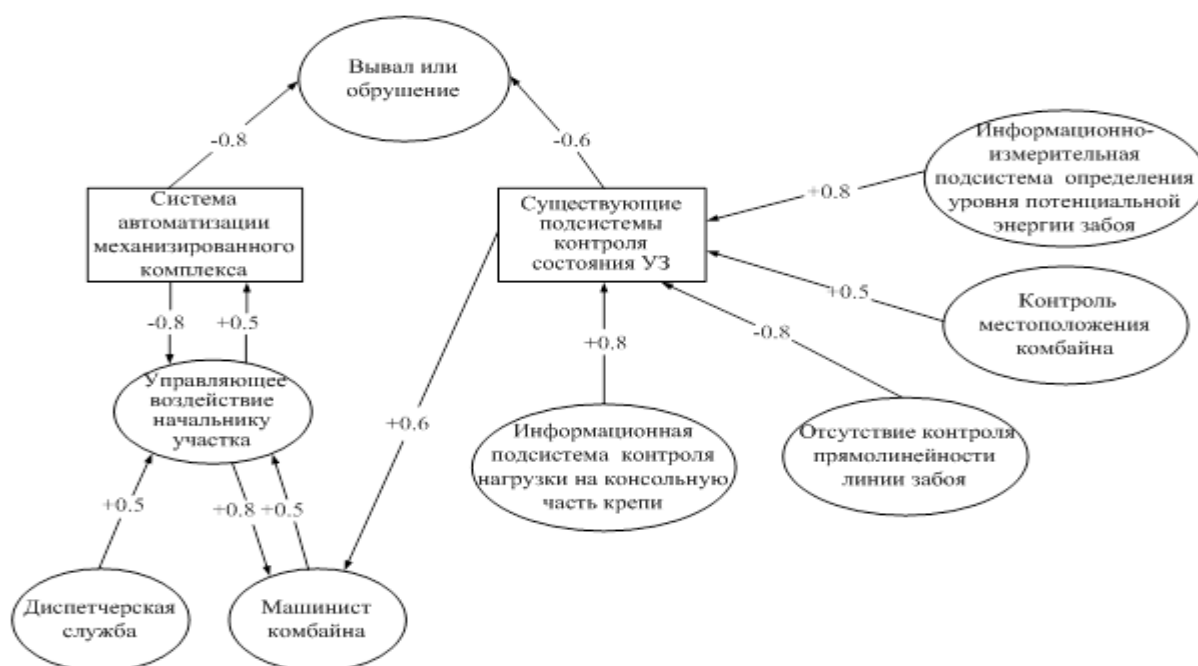 Вывал или
обрушение
-0.8
-0.6
Информационно-
измерительная
подсистема определения
уровня потенциальной
энергии забоя
+0.8
Система
автоматизации
механизированного
комплекса
Существующие
подсистемы
контроля
состояния УЗ
+0.5
Контроль
местоположения
комбайна
-0.8
+0.5
-0.8
+0.8
Управляющее
воздействие
начальнику
участка
+0.6
Информационная
подсистема контроля
нагрузки на консольную
часть крепи
Отсутствие контроля
прямолинейности
линии забоя
+0.5
+0.8
+0.5
Диспетчерская
служба
Машинист
комбайна